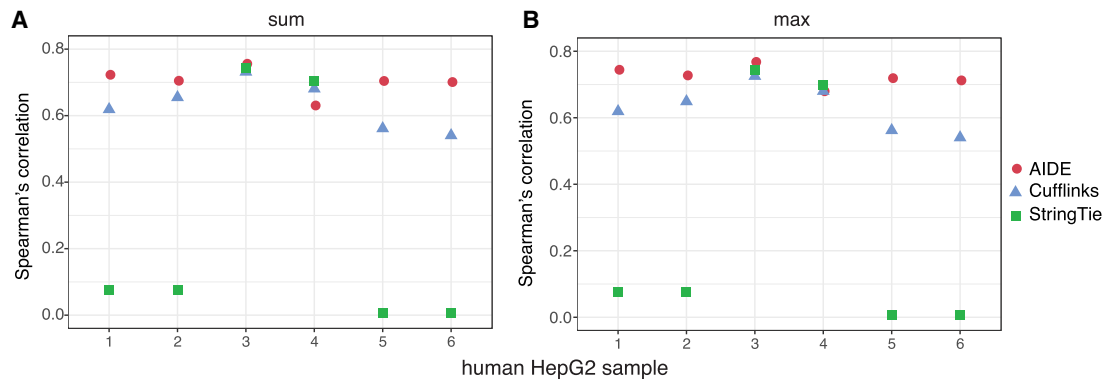 A
sum
Spearman's correlation
0.8
0.6
0.4
0.2
0.0
1 2 3 4 5 6
B
max
Spearman's correlation
0.8
0.6
0.4
0.2
0.0
1 2 3 4 5 6
human HepG2 sample
AIDE
Cufflinks
StringTie